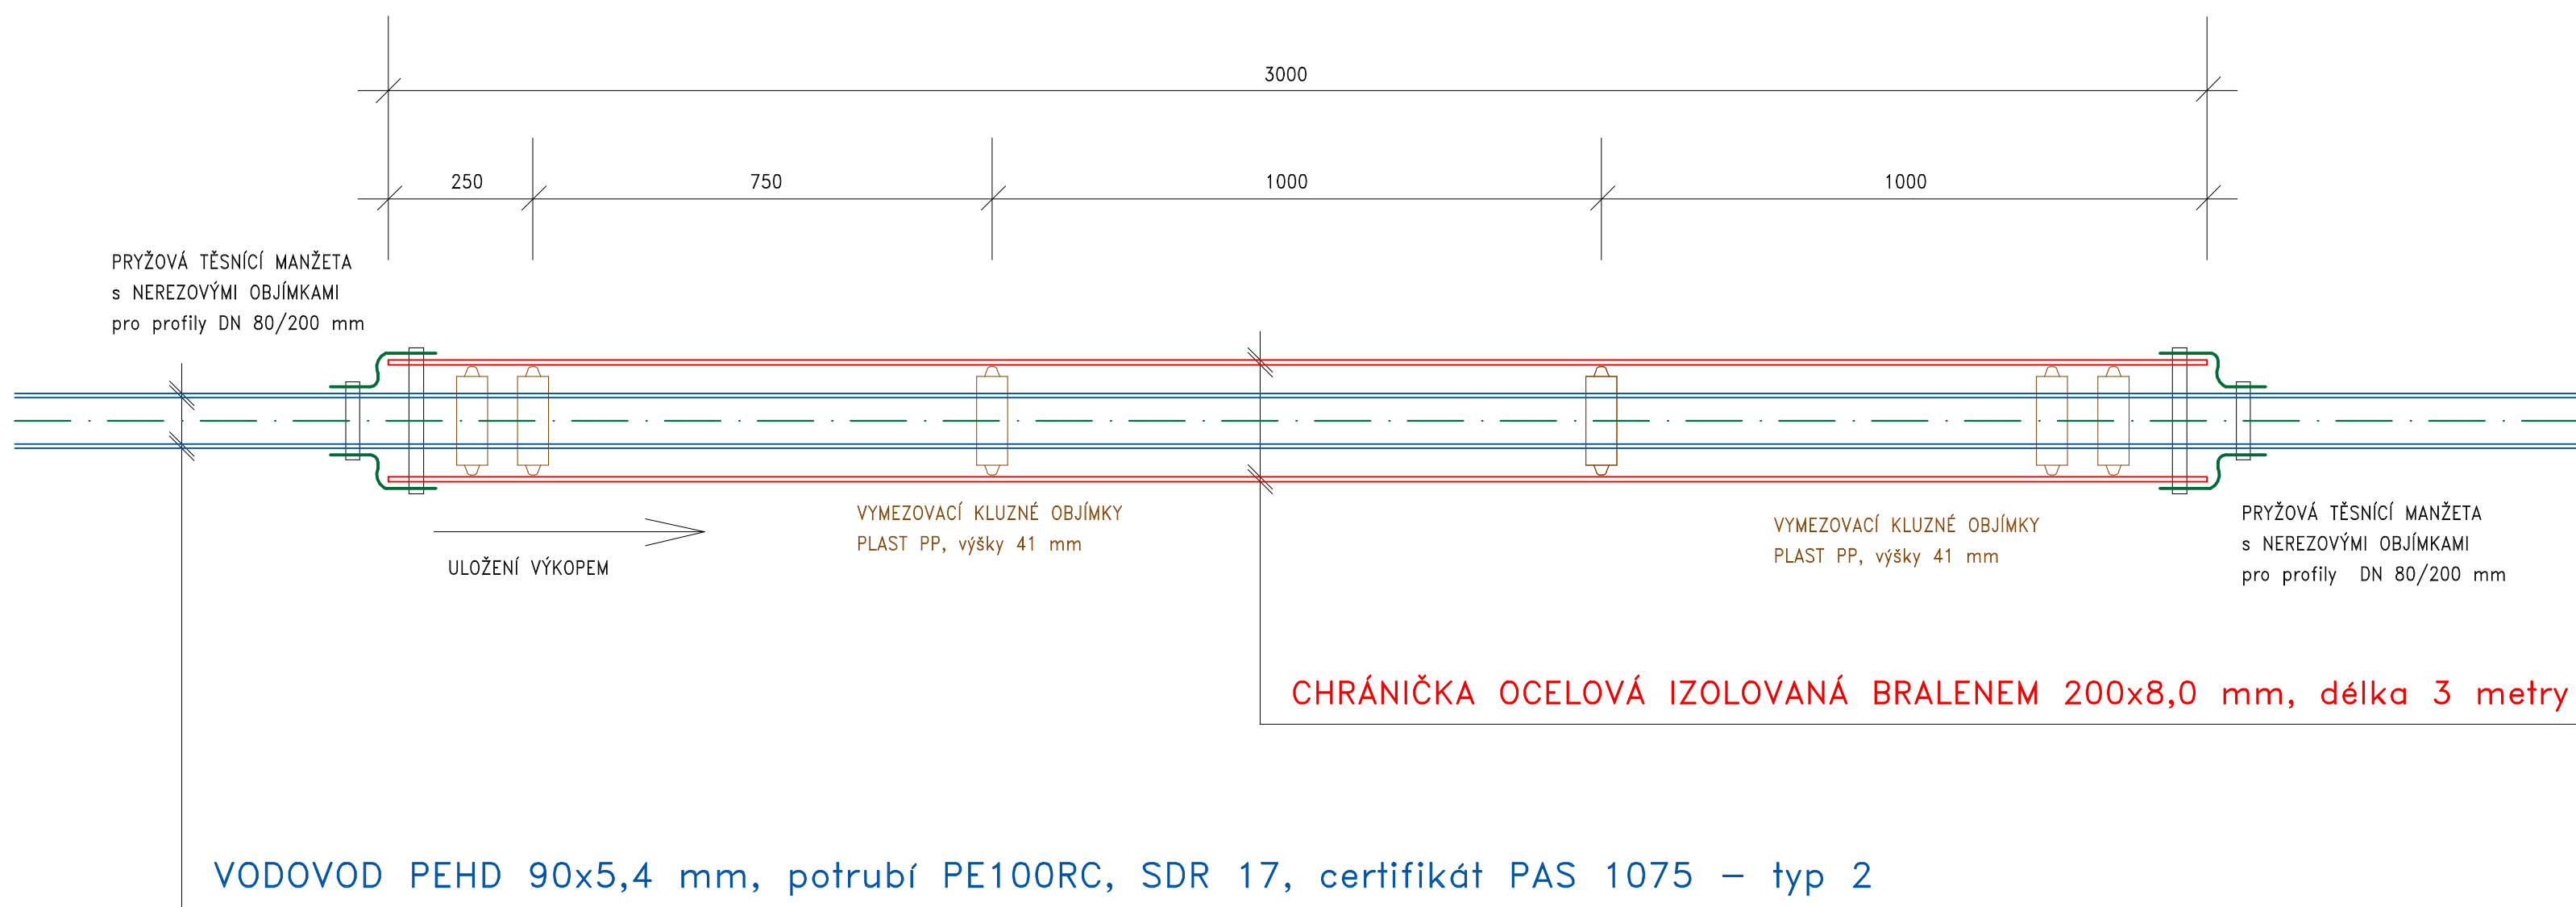 3000
250
750
1000
1000
PRYŽOVÁ TĚSNÍCÍ MANŽETA
s NEREZOVÝMI OBJÍMKAMI
pro profily DN 80/200 mm
ULOŽENÍ VÝKOPEM
VYMEZOVACÍ KLUZNÉ OBJÍMKY
PLAST PP, výšky 41 mm
VYMEZOVACÍ KLUZNÉ OBJÍMKY
PLAST PP, výšky 41 mm
PRYŽOVÁ TĚSNÍCÍ MANŽETA
s NEREZOVÝMI OBJÍMKAMI
pro profily DN 80/200 mm
CHRÁNIČKA OCELOVÁ IZOLOVANÁ BRALENEM 200x8,0 mm, délka 3 metry
VODOVOD PEHD 90x5,4 mm, potrubí PE100RC, SDR 17, certifikát PAS 1075 – typ 2